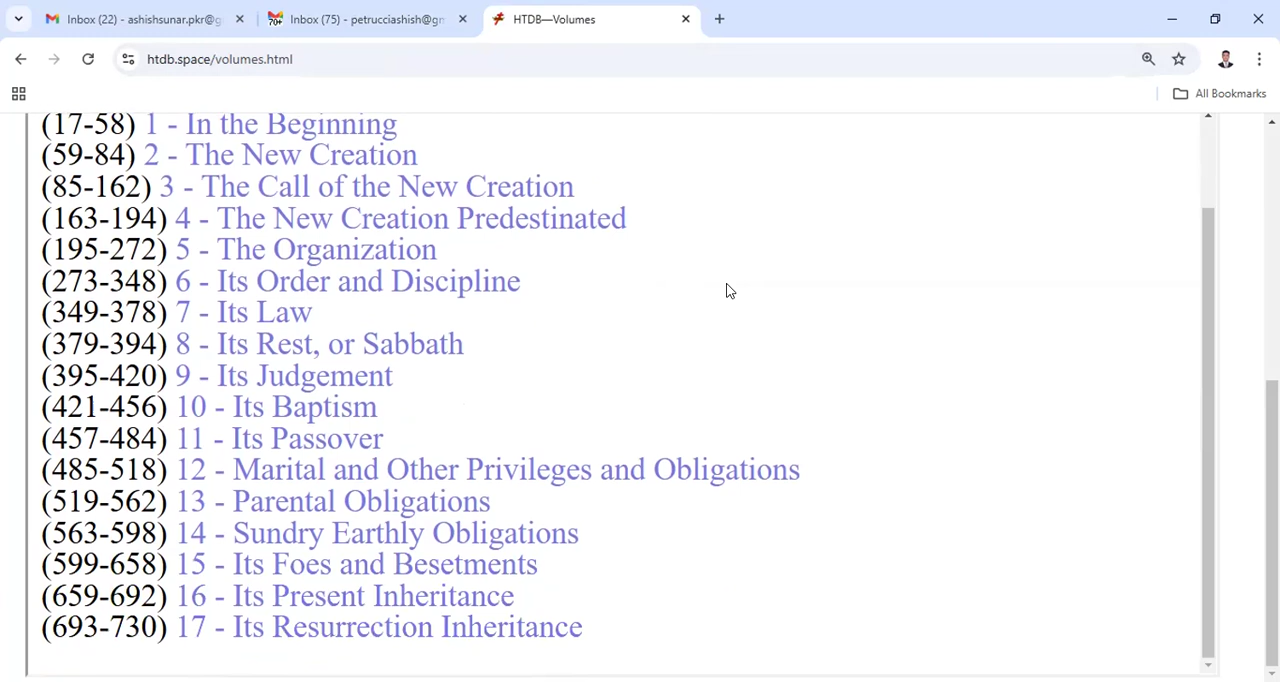 Inbox (22) - ashishsunar.pkr@g
Inbox (75) - petrucciash@gm
HTDB—Volumes
htdb.space/volumes.html
All Bookmarks
(17-58) 1 - In the Beginning
(59-84) 2 - The New Creation
(85-162) 3 - The Call of the New Creation
(163-194) 4 - The New Creation Predestinated
(195-272) 5 - The Organization
(273-348) 6 - Its Order and Discipline
(349-378) 7 - Its Law
(379-394) 8 - Its Rest, or Sabbath
(395-420) 9 - Its Judgement
(421-456) 10 - Its Baptism
(457-484) 11 - Its Passover
(485-518) 12 - Marital and Other Privileges and Obligations
(519-562) 13 - Parental Obligations
(563-598) 14 - Sundry Earthly Obligations
(599-658) 15 - Its Foes and Besetments
(659-692) 16 - Its Present Inheritance
(693-730) 17 - Its Resurrection Inheritance